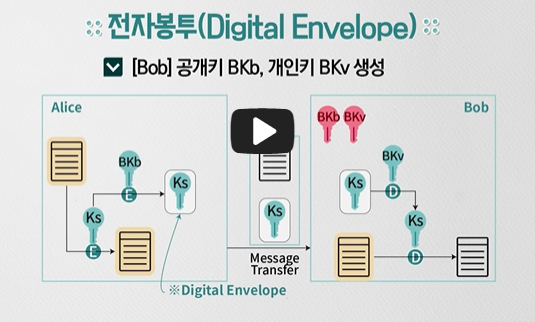 전자봉투(Digital Envelope)
[Bob] 공개키 BKb, 개인키 BKv 생성
Alice
Bob
BKb
BKv
BKb
BKv
Ks
E
Ks
Ks
Ks
D
Ks
E
Ks
D
Message
Transfer
※Digital Envelope